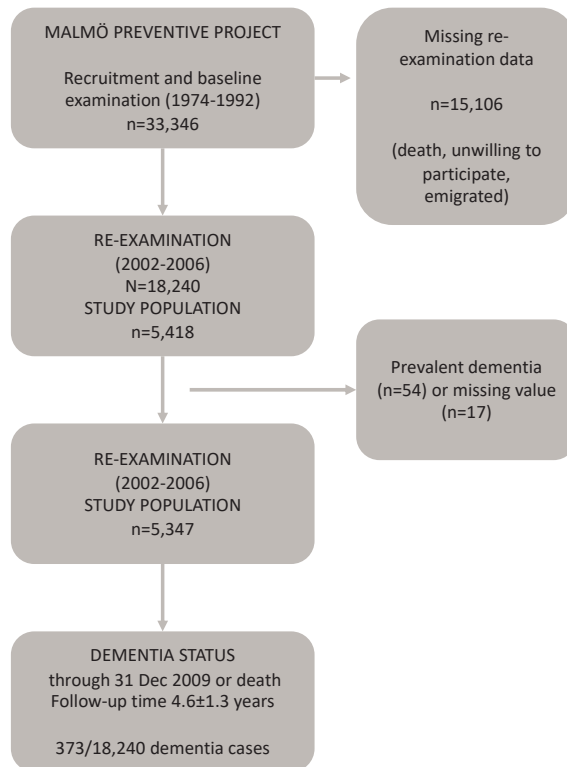 MALMÖ PREVENTIVE PROJECT
Recruitment and baseline
examination (1974-1992)
n=33,346
Missing re-
examination data
n=15,106
(death, unwilling to
participate,
emigrated)
RE-EXAMINATION
(2002-2006)
N=18,240
STUDY POPULATION
n=5,418
Prevalent dementia
(n=54) or missing value
(n=17)
RE-EXAMINATION
(2002-2006)
STUDY POPULATION
n=5,347
DEMENTIA STATUS
through 31 Dec 2009 or death
Follow-up time 4.6±1.3 years
373/18,240 dementia cases